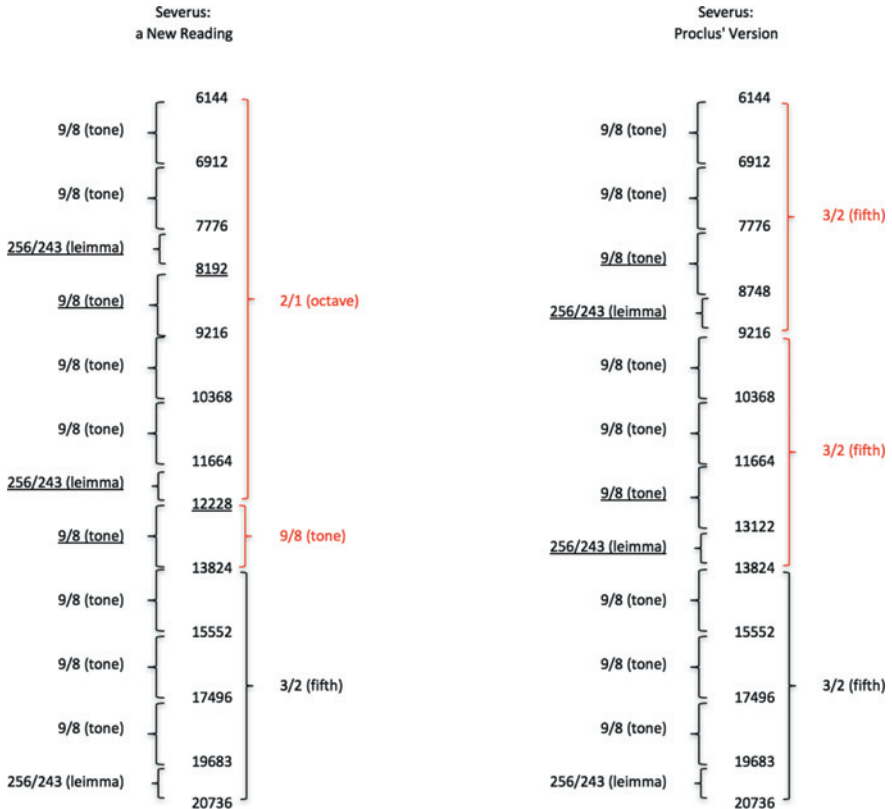 Severus:
a New Reading
6144
9/8 (tone)
6912
9/8 (tone)
7776
256/243 (leimma)
8192
9/8 (tone)
2/1 (octave)
9216
9/8 (tone)
10368
9/8 (tone)
11664
256/243 (leimma)
12228
9/8 (tone)
9/8 (tone)
13824
9/8 (tone)
15552
9/8 (tone)
3/2 (fifth)
17496
9/8 (tone)
19683
256/243 (leimma)
20736
Severus:
Proclus' Version
6144
9/8 (tone)
6912
9/8 (tone)
3/2 (fifth)
7776
9/8 (tone)
8748
256/243 (leimma)
9216
9/8 (tone)
10368
9/8 (tone)
3/2 (fifth)
11664
9/8 (tone)
13122
256/243 (leimma)
13824
9/8 (tone)
15552
9/8 (tone)
3/2 (fifth)
17496
9/8 (tone)
19683
256/243 (leimma)
20736